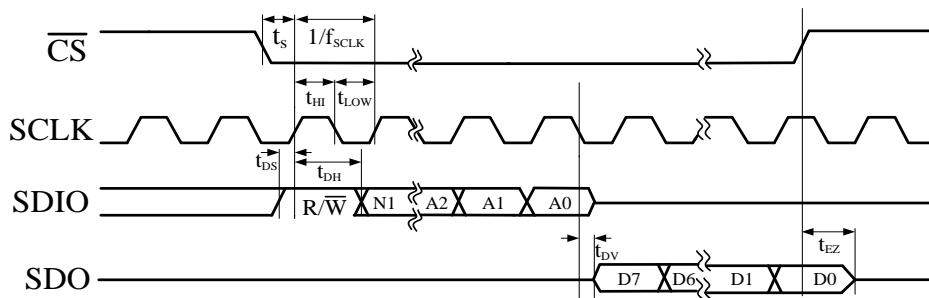 t_S 1/f_SCLK
C̅S̅
t_HI t_LOW
SCLK
t_DS t_DH
SDIO R/W̅ N1 A2 A1 A0
t_DV t_EZ
SDO D7 D6 D1 D0